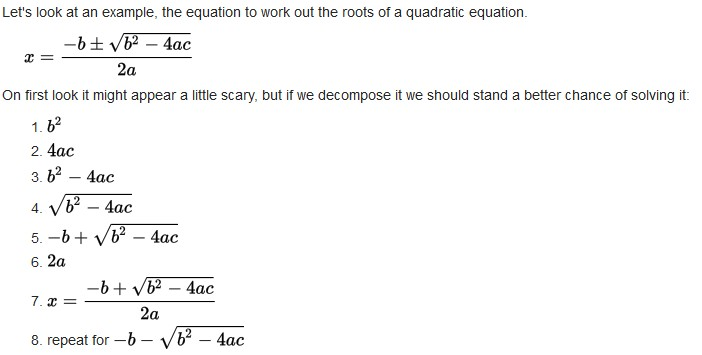 Let's look at an example, the equation to work out the roots of a quadratic equation.
x = \frac{-b \pm \sqrt{b^2 - 4ac}}{2a}
On first look it might appear a little scary, but if we decompose it we should stand a better chance of solving it:
1. b^2
2. 4ac
3. b^2 - 4ac
4. \sqrt{b^2 - 4ac}
5. -b + \sqrt{b^2 - 4ac}
6. 2a
7. x = \frac{-b + \sqrt{b^2 - 4ac}}{2a}
8. repeat for -b - \sqrt{b^2 - 4ac}